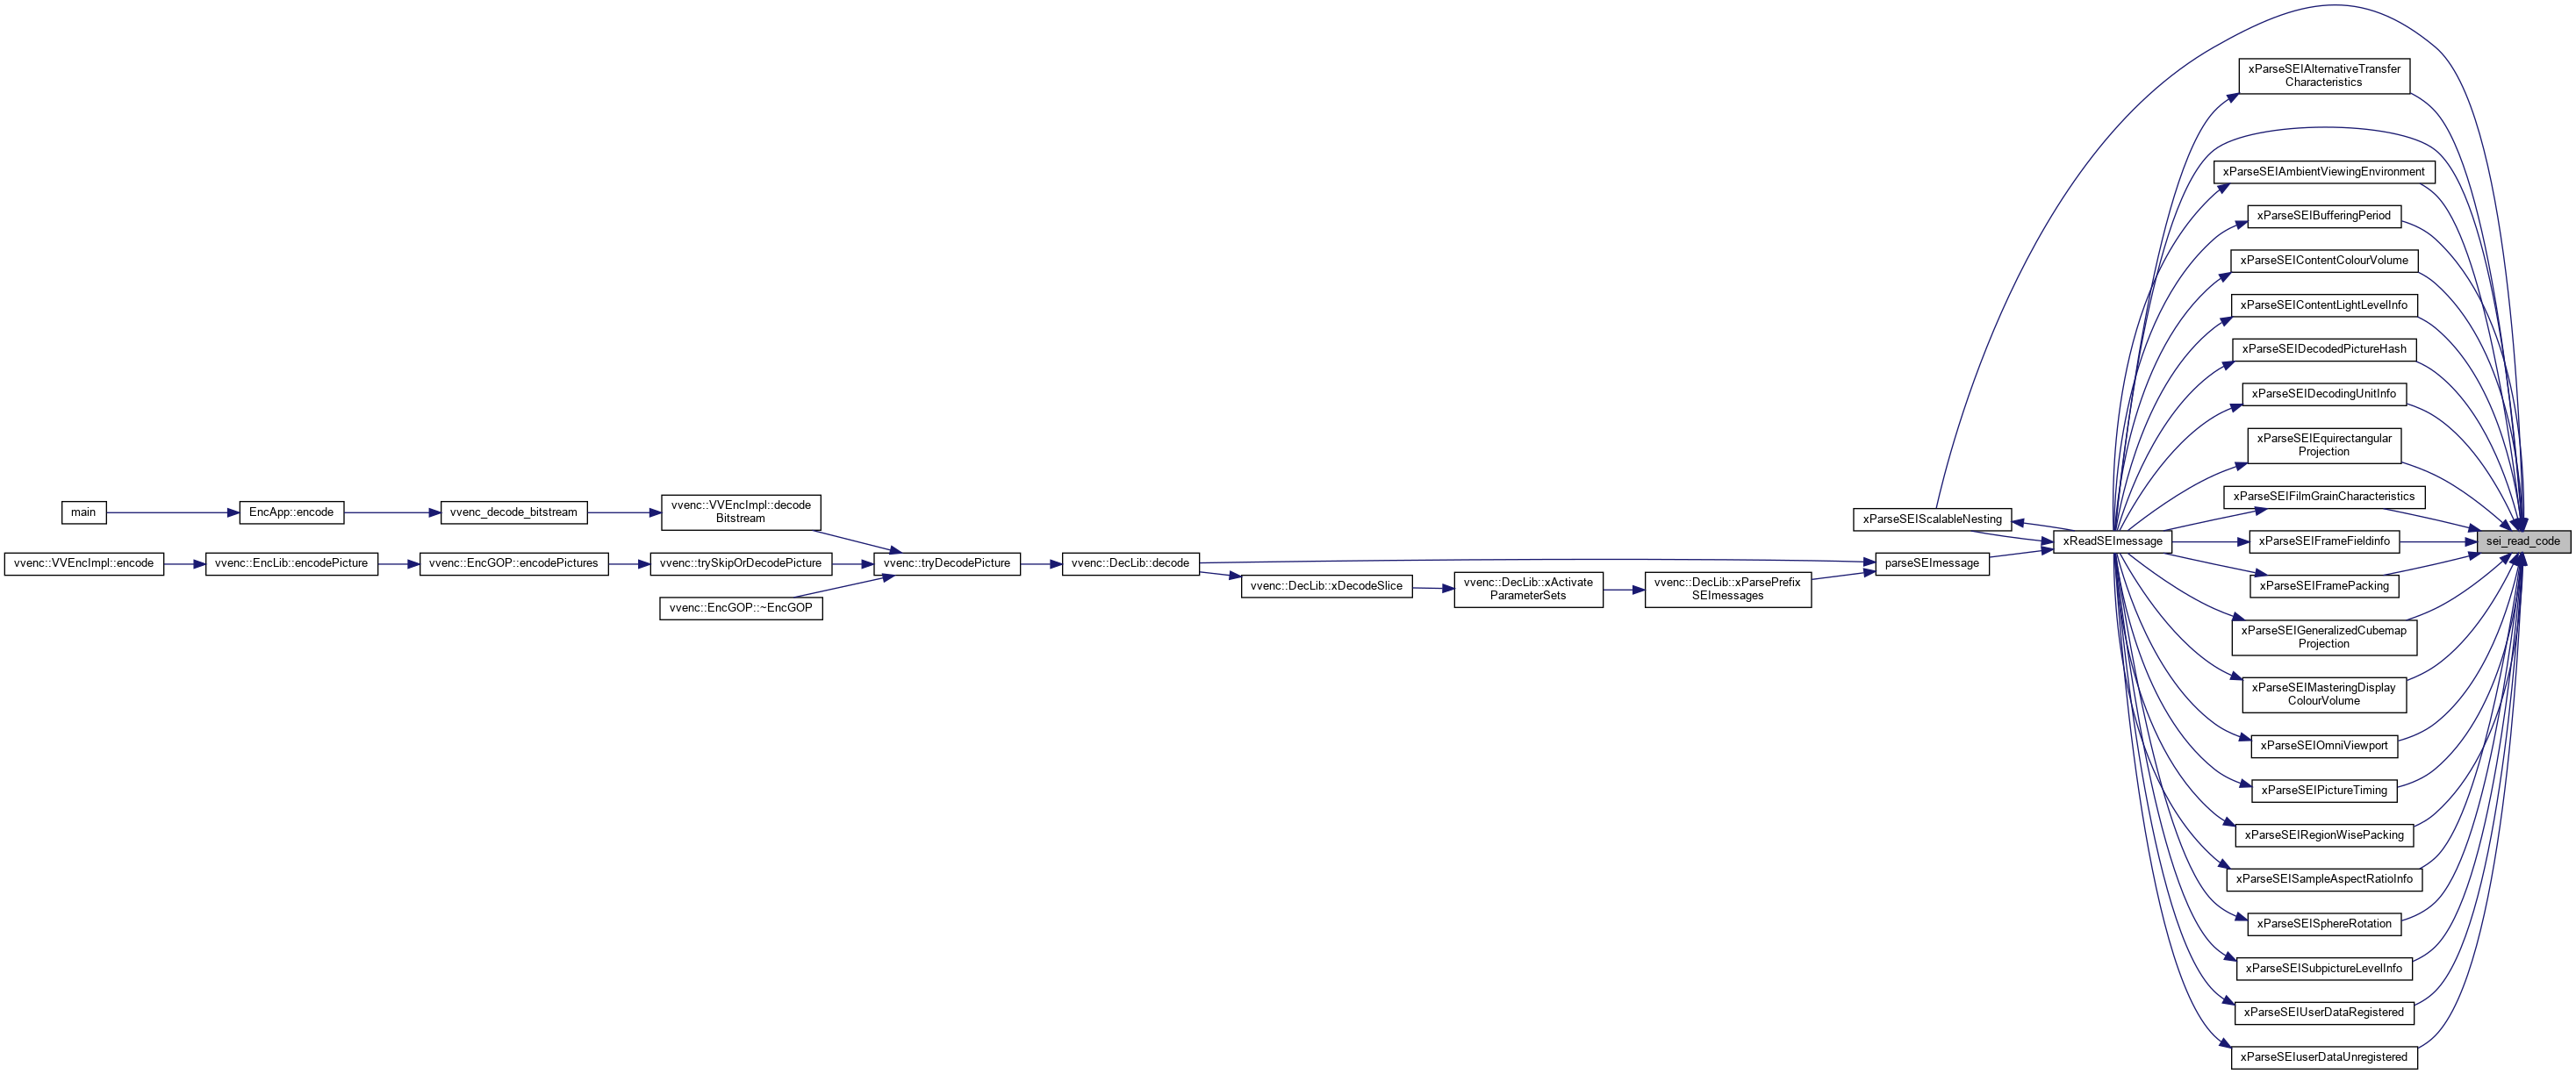 main
EncApp::encode
vvenc_decode_bitstream
vvenc::VVEncImpl::decode
Bitstream
vvenc::VVEncImpl::encode
vvenc::EncLib::encodePicture
vvenc::EncGOP::encodePictures
vvenc::trySkipOrDecodePicture
vvenc::EncGOP::~EncGOP
vvenc::tryDecodePicture
vvenc::DecLib::decode
vvenc::DecLib::xDecodeSlice
vvenc::DecLib::xActivate
ParameterSets
vvenc::DecLib::xParsePrefix
SEImessages
parseSEImessage
xParseSEIScalableNesting
xReadSEImessage
xParseSEIAlternativeTransfer
Characteristics
xParseSEIAmbientViewingEnvironment
xParseSEIBufferingPeriod
xParseSEIContentColourVolume
xParseSEIContentLightLevelInfo
xParseSEIDecodedPictureHash
xParseSEIDecodingUnitInfo
xParseSEIEquirectangular
Projection
xParseSEIFilmGrainCharacteristics
xParseSEIFrameFieldinfo
xParseSEIFramePacking
xParseSEIGeneralizedCubemap
Projection
xParseSEIMasteringDisplay
ColourVolume
xParseSEIOmniViewport
xParseSEIPictureTiming
xParseSEIRegionWisePacking
xParseSEISampleAspectRatioInfo
xParseSEISphereRotation
xParseSEISubpictureLevelInfo
xParseSEIUserDataRegistered
xParseSEIuserDataUnregistered
sei_read_code